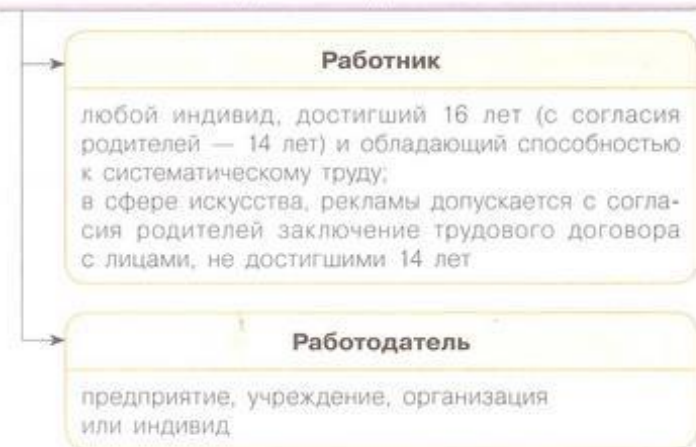 Работник
любой индивид, достигший 16 лет (с согласия
родителей — 14 лет) и обладающий способностью
к систематическому труду;
в сфере искусства, рекламы допускается с согла-
сия родителей заключение трудового договора
с лицами, не достигшими 14 лет
Работодатель
предприятие, учреждение, организация
или индивид